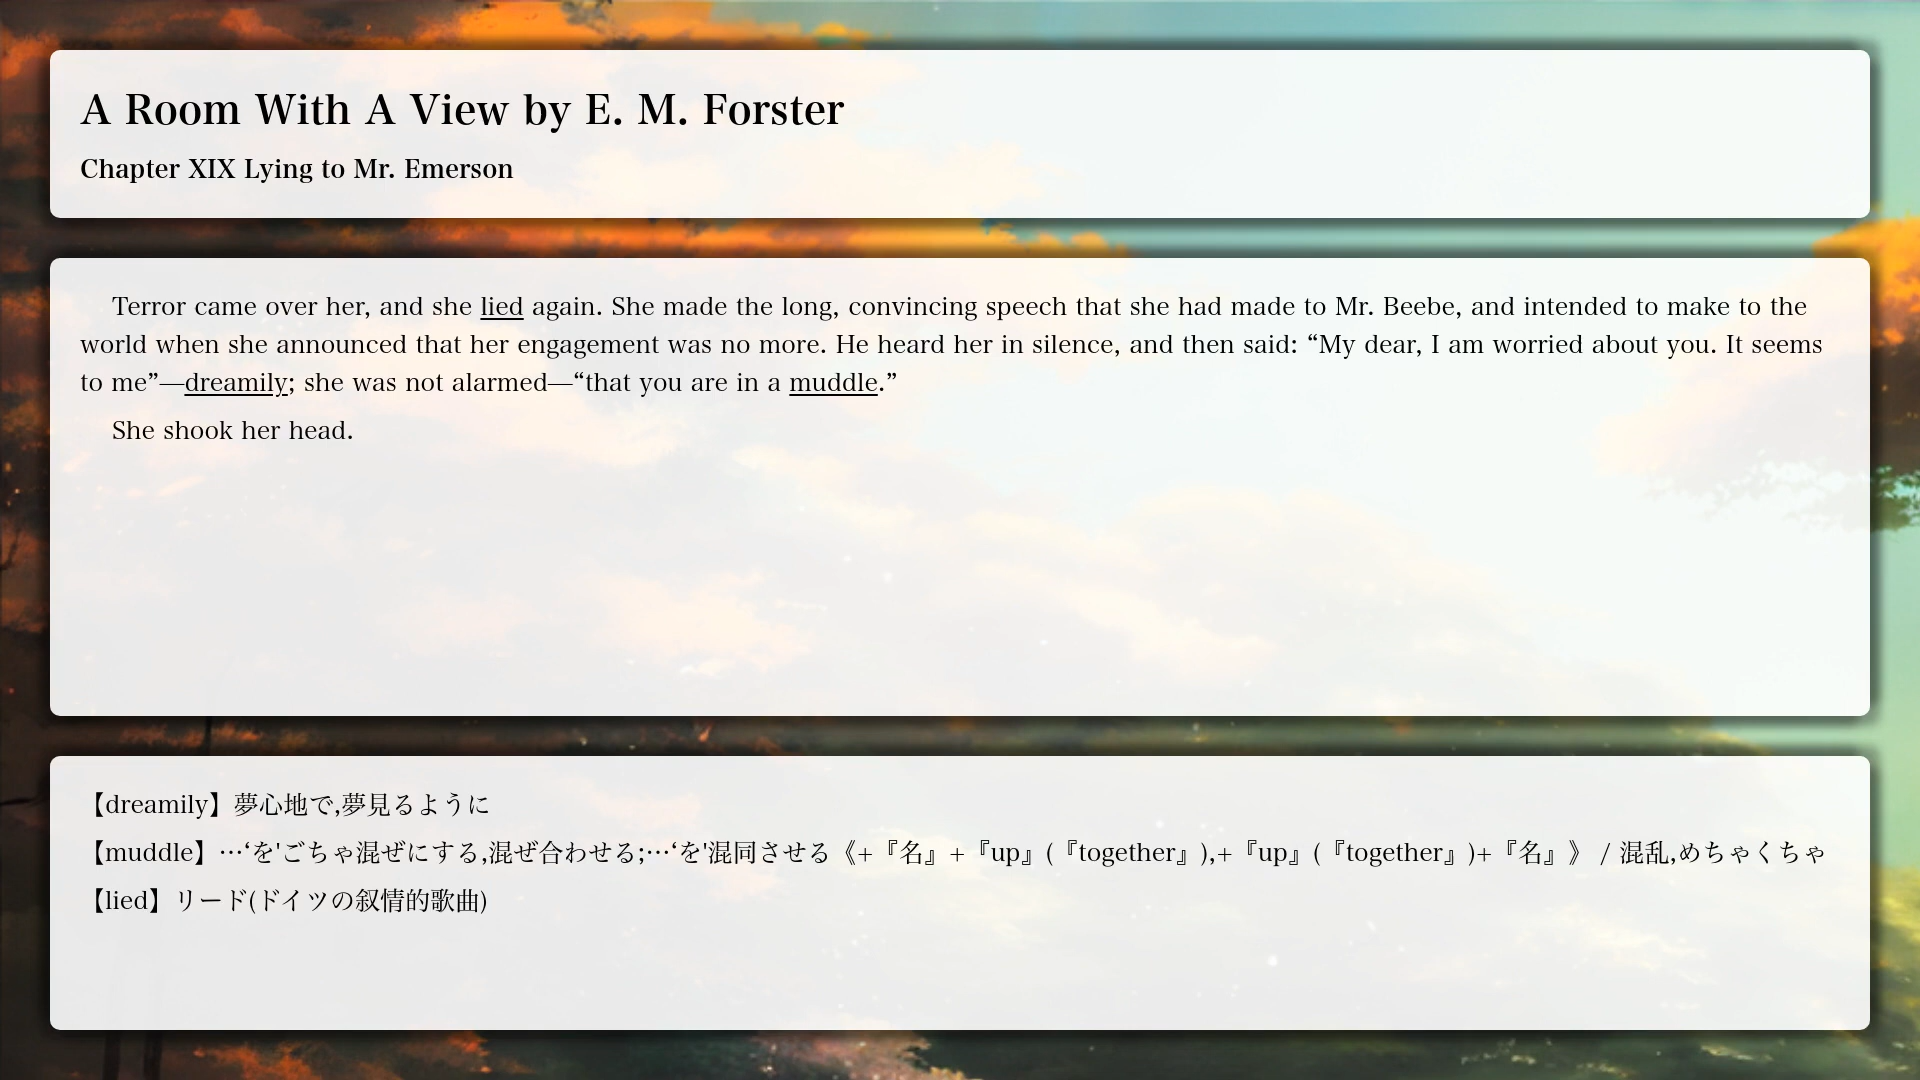 A Room With A View by E. M. Forster
Chapter XIX Lying to Mr. Emerson
Terror came over her, and she lied again. She made the long, convincing speech that she had made to Mr. Beebe, and intended to make to the
world when she announced that her engagement was no more. He heard her in silence, and then said: “My dear, I am worried about you. It seems
to me”—dreamily; she was not alarmed—“that you are in a muddle.”
She shook her head.
【dreamily】夢心地で,夢見るように
【muddle】…‘を'ごちゃ混ぜにする,混ぜ合わせる;…‘を'混同させる《+『名』+『up』(『together』),+『up』(『together』)+『名』》 / 混乱,めちゃくちゃ
【lied】リード(ドイツの叙情的歌曲)